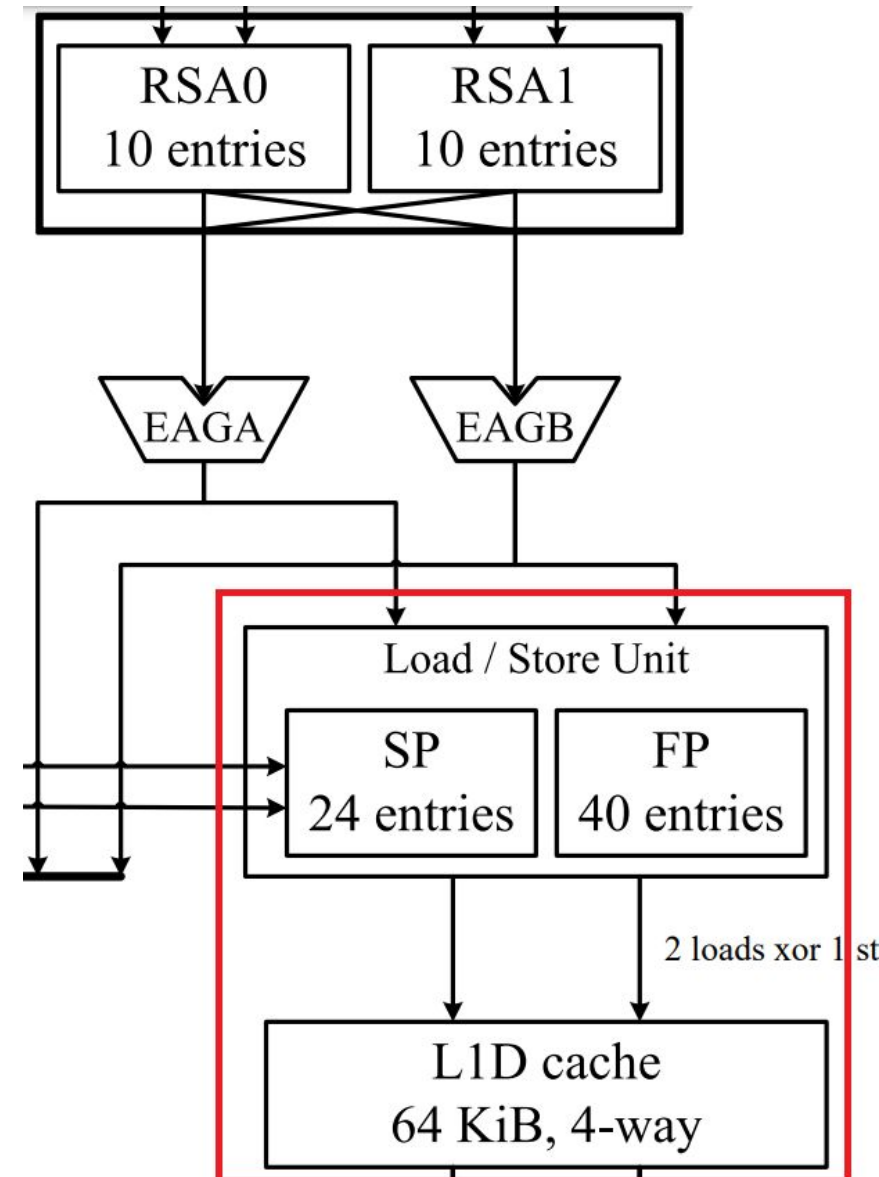 RSA0
10 entries
RSA1
10 entries
EAGA
EAGB
Load / Store Unit
SP
24 entries
FP
40 entries
2 loads xor 1 st
L1D cache
64 KiB, 4-way